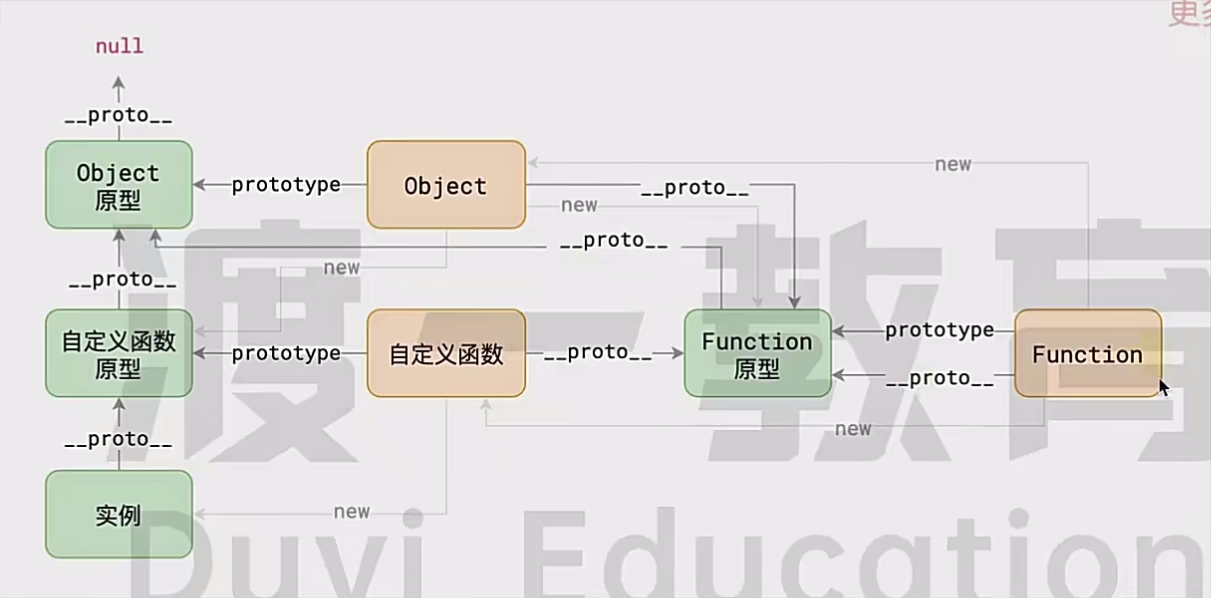 更多
null
__proto__
Object
原型
prototype
Object
__proto__
new
new
__proto__
new
__proto__
自定义函数
原型
prototype
自定义函数
__proto__
Function
原型
prototype
__proto__
Function
new
__proto__
实例
new
渡一教育
Duyi Education